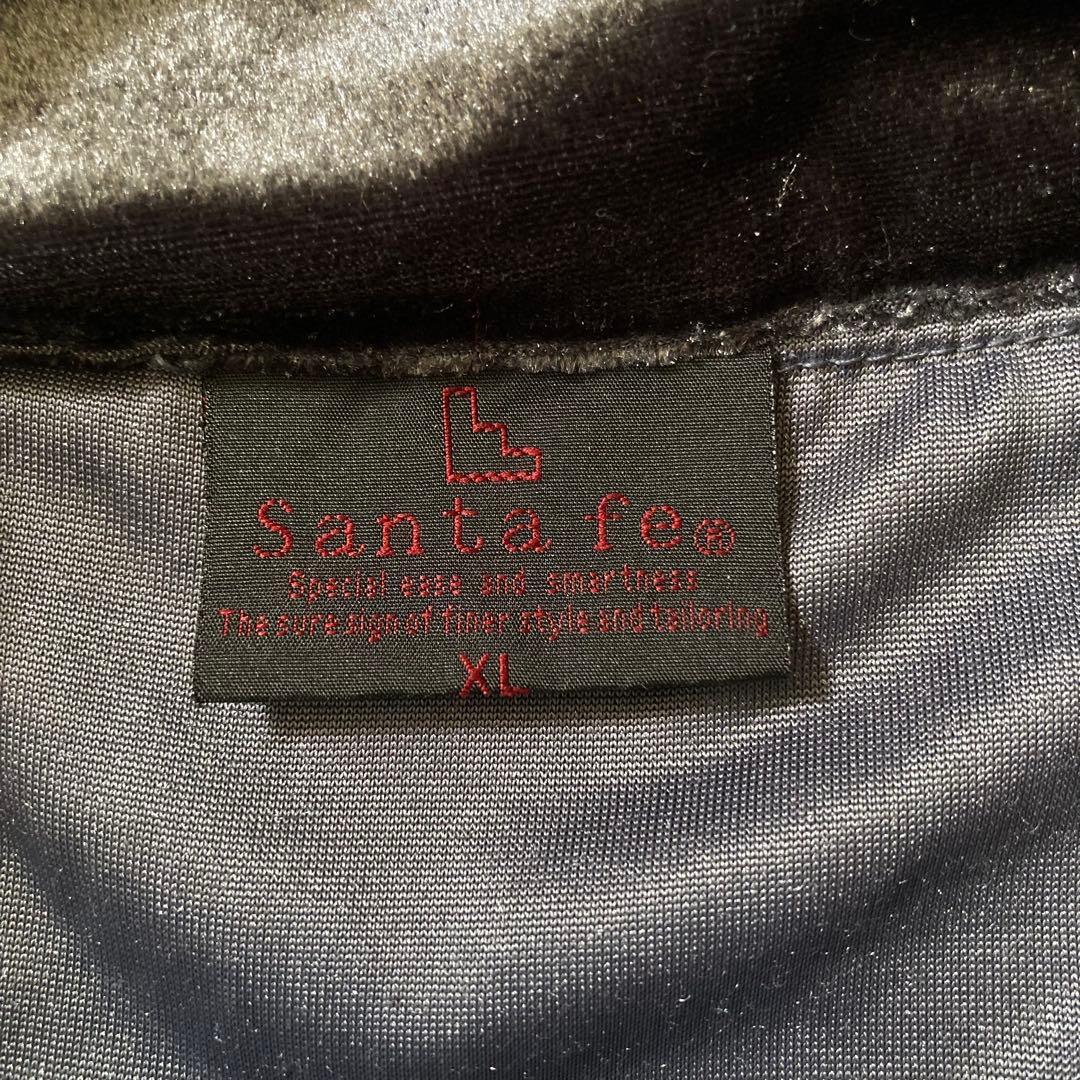 Santa fe®
Special ease and smartness
The sure sign of finer style and tailoring
XL